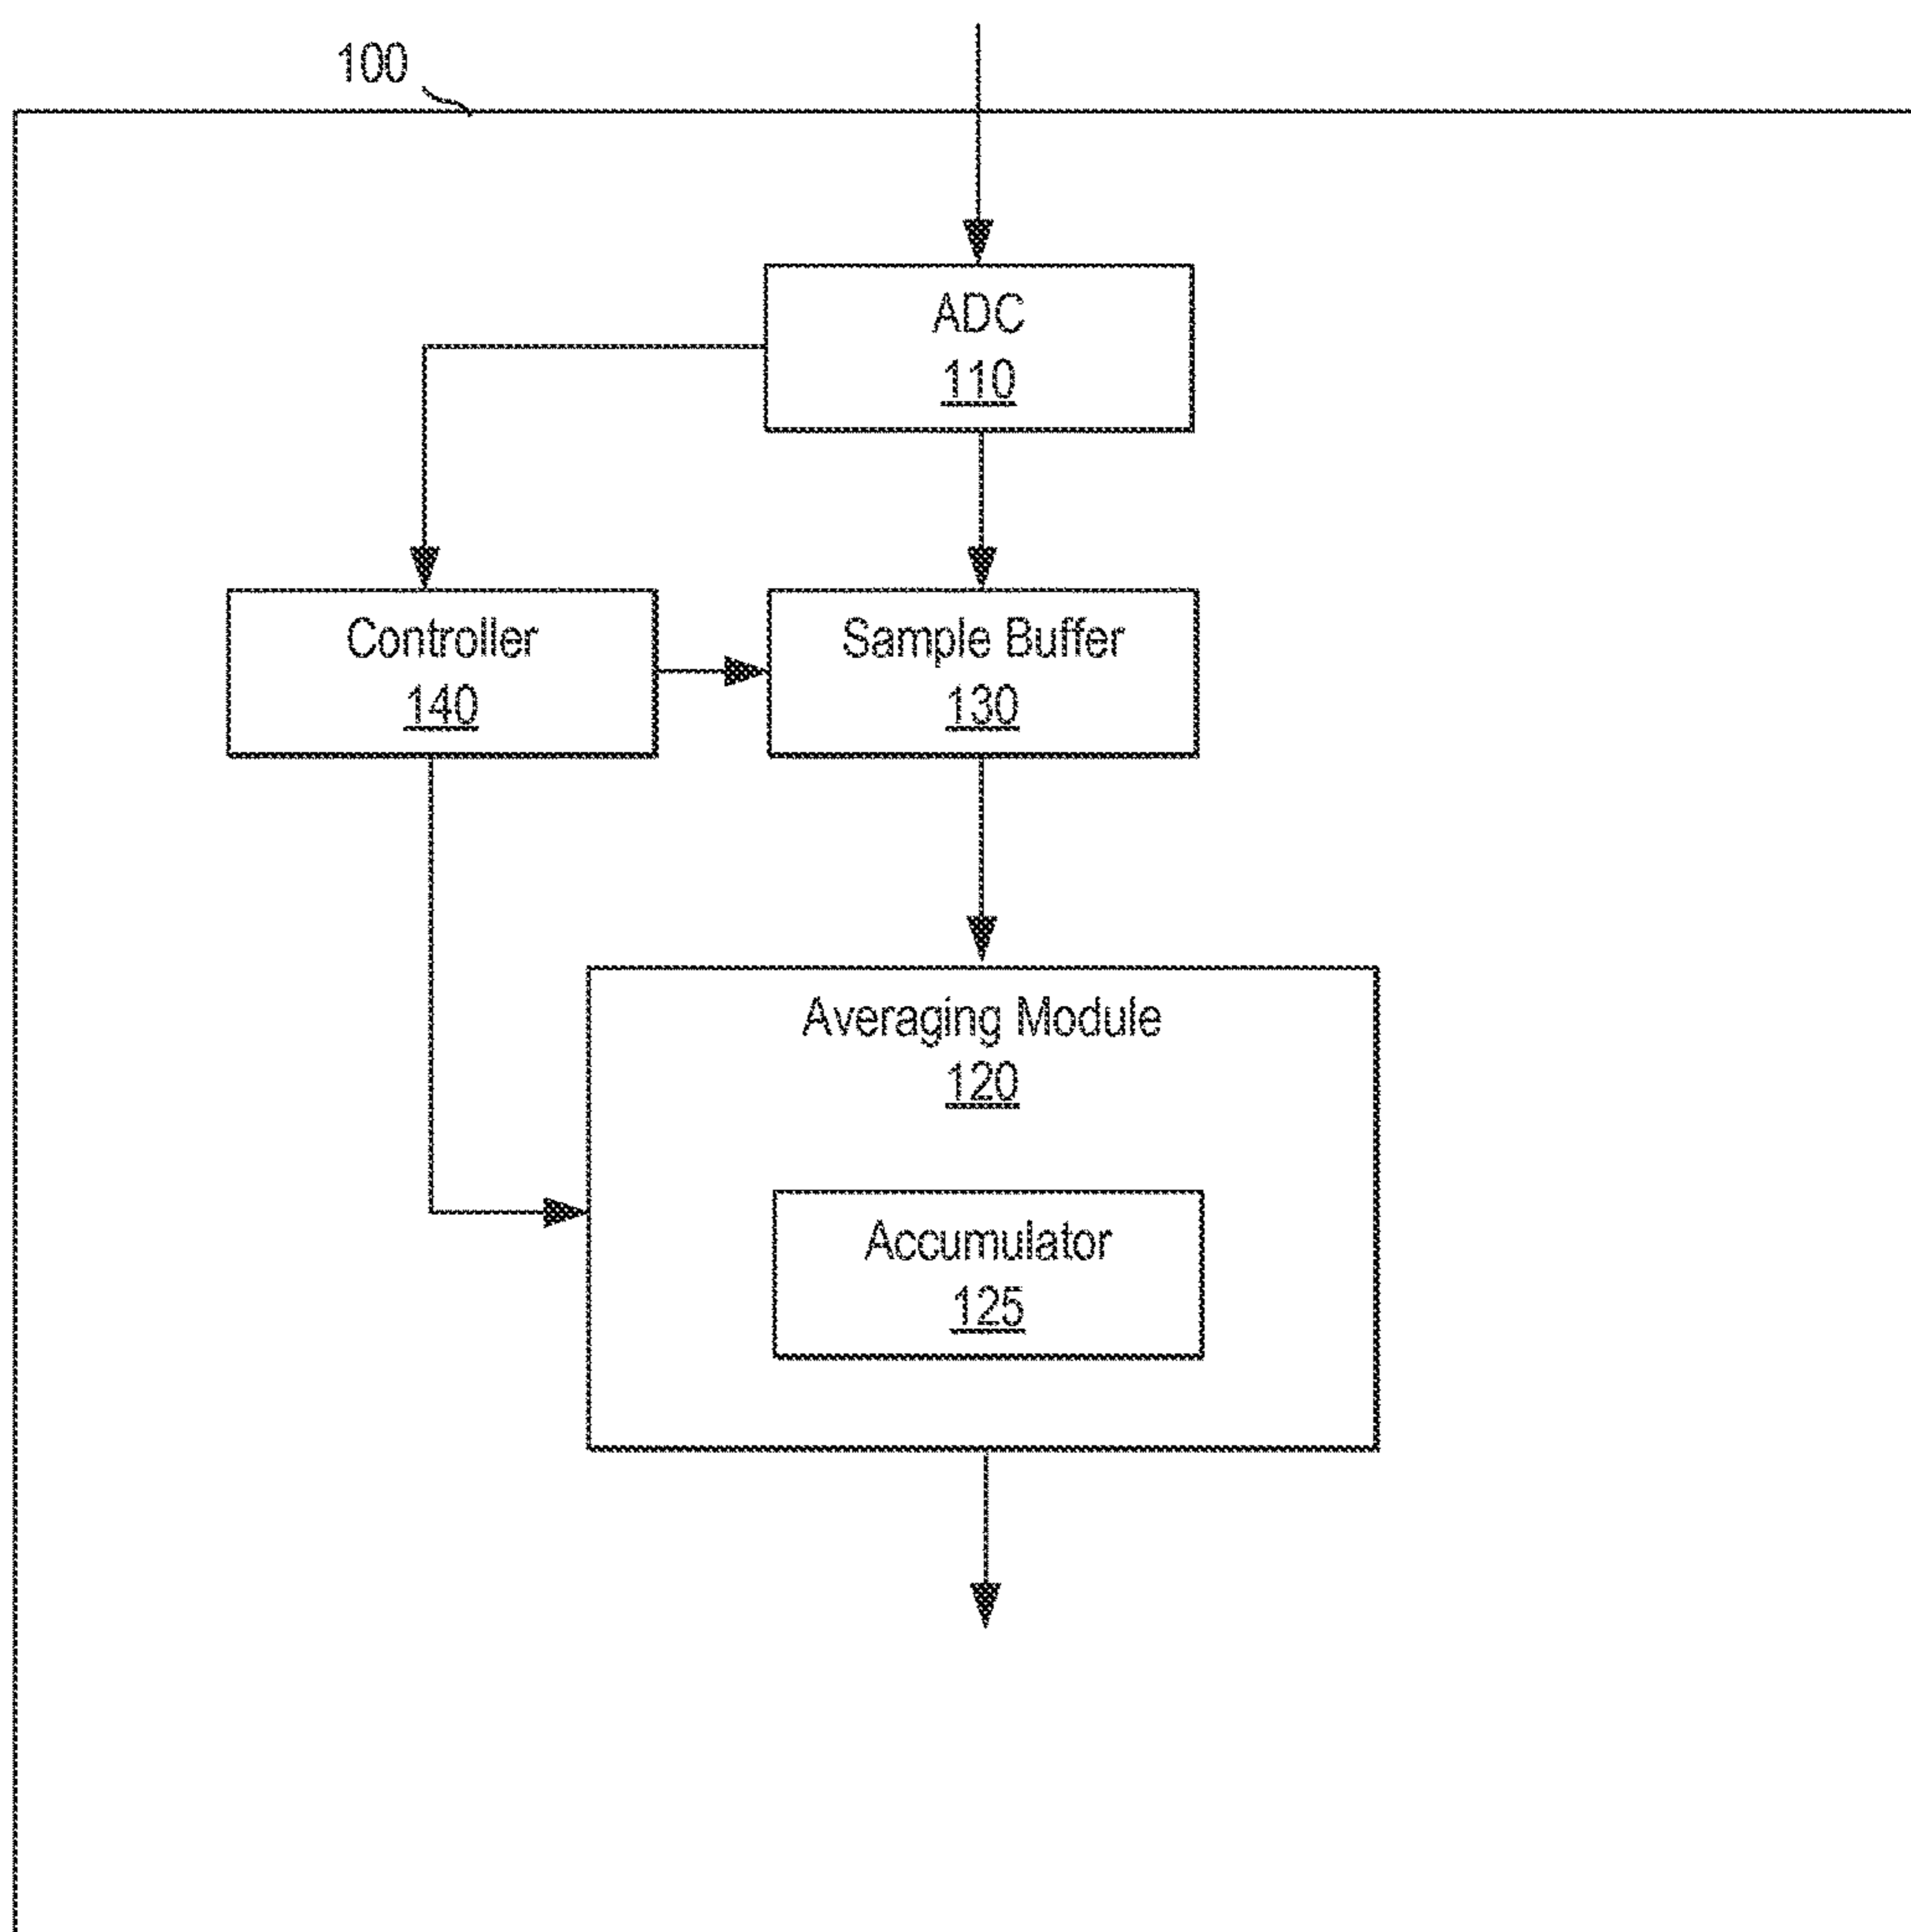 100
ADC
110
Controller
140
Sample Buffer
130
Averaging Module
120
Accumulator
125